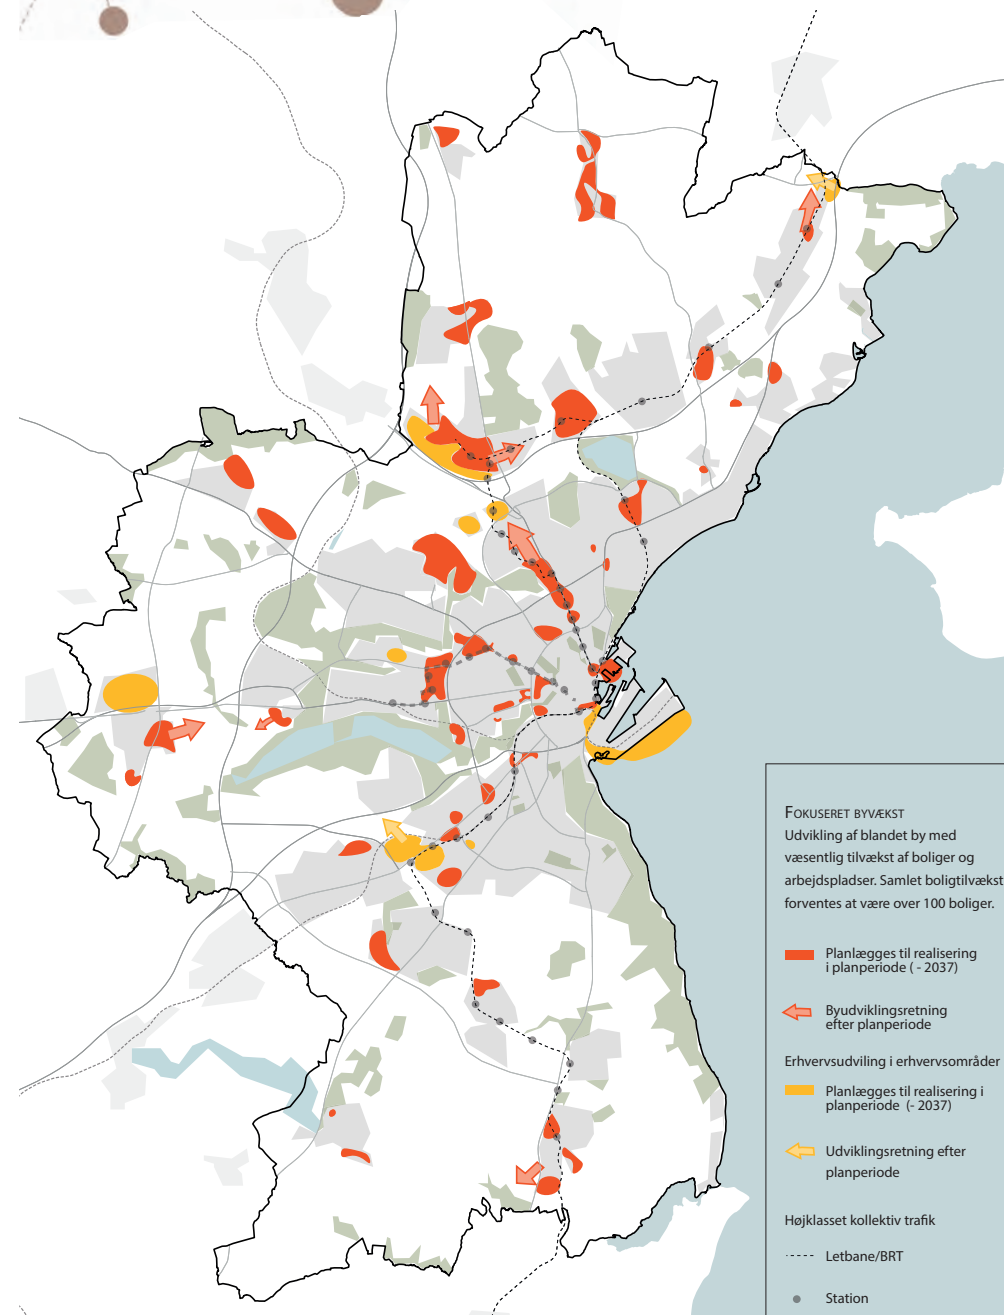 FOKUSERET BYVÆKST
Udvikling af blandet by med
væsentlig tilvækst af boliger og
arbejdspladser. Samlet boligtilvækst
forventes at være over 100 boliger.
Planlægges til realisering
i planperiode ( - 2037)
Byudviklingsretning
efter planperiode
Erhvervsudviling i erhvervsområder
Planlægges til realisering i
planperiode (- 2037)
Udviklingsretning efter
planperiode
Højklasset kollektiv trafik
Letbane/BRT
Station